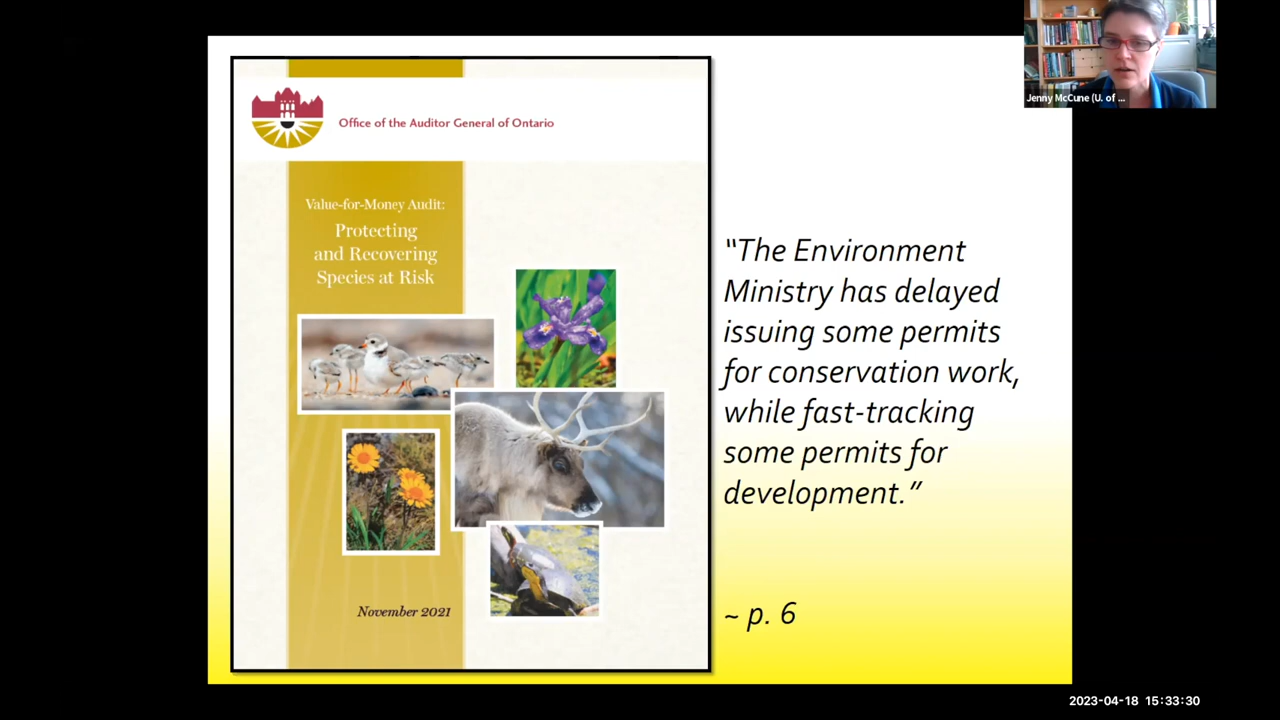 Jenny McCune (U. of ...
Office of the Auditor General of Ontario
Value-for-Money Audit:
Protecting
and Recovering
Species at Risk
November 2021
“The Environment
Ministry has delayed
issuing some permits
for conservation work,
while fast-tracking
some permits for
development.”
~ p. 6
2023-04-18 15:33:30